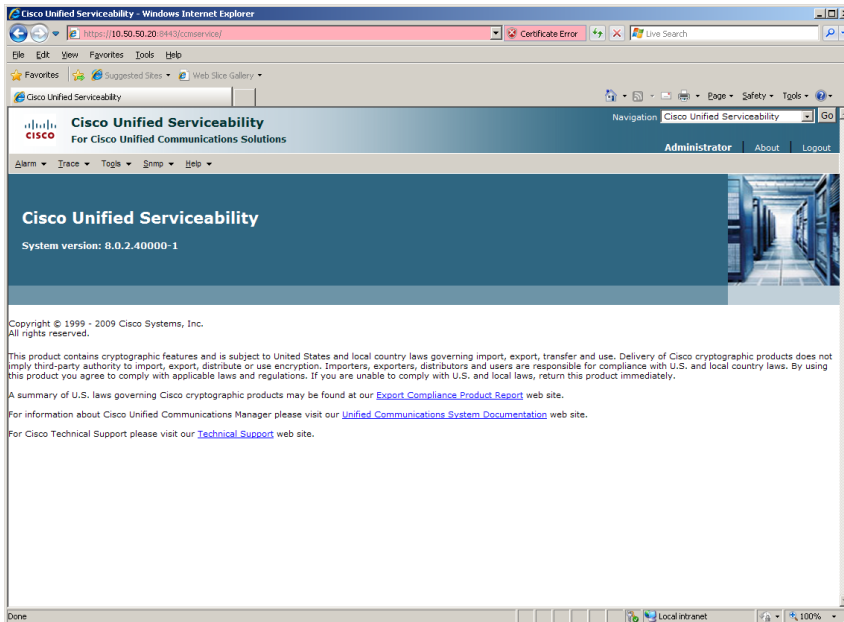 Cisco Unified Serviceability - Windows Internet Explorer
https://10.50.50.20:8443/ccmservice/
Certificate Error
Live Search
File Edit View Favorites Tools Help
Favorites Suggested Sites Web Slice Gallery
Cisco Unified Serviceability
Page Safety Tools
CISCO
Cisco Unified Serviceability
For Cisco Unified Communications Solutions
Navigation Cisco Unified Serviceability Go
Administrator About Logout
Alarm Trace Tools Snmp Help
Cisco Unified Serviceability
System version: 8.0.2.40000-1
Copyright © 1999 - 2009 Cisco Systems, Inc.
All rights reserved.
This product contains cryptographic features and is subject to United States and local country laws governing import, export, transfer and use. Delivery of Cisco cryptographic products does not
imply third-party authority to import, export, distribute or use encryption. Importers, exporters, distributors and users are responsible for compliance with U.S. and local country laws. By using
this product you agree to comply with applicable laws and regulations. If you are unable to comply with U.S. and local laws, return this product immediately.
A summary of U.S. laws governing Cisco cryptographic products may be found at our Export Compliance Product Report web site.
For information about Cisco Unified Communications Manager please visit our Unified Communications System Documentation web site.
For Cisco Technical Support please visit our Technical Support web site.
Done
Local intranet
100%